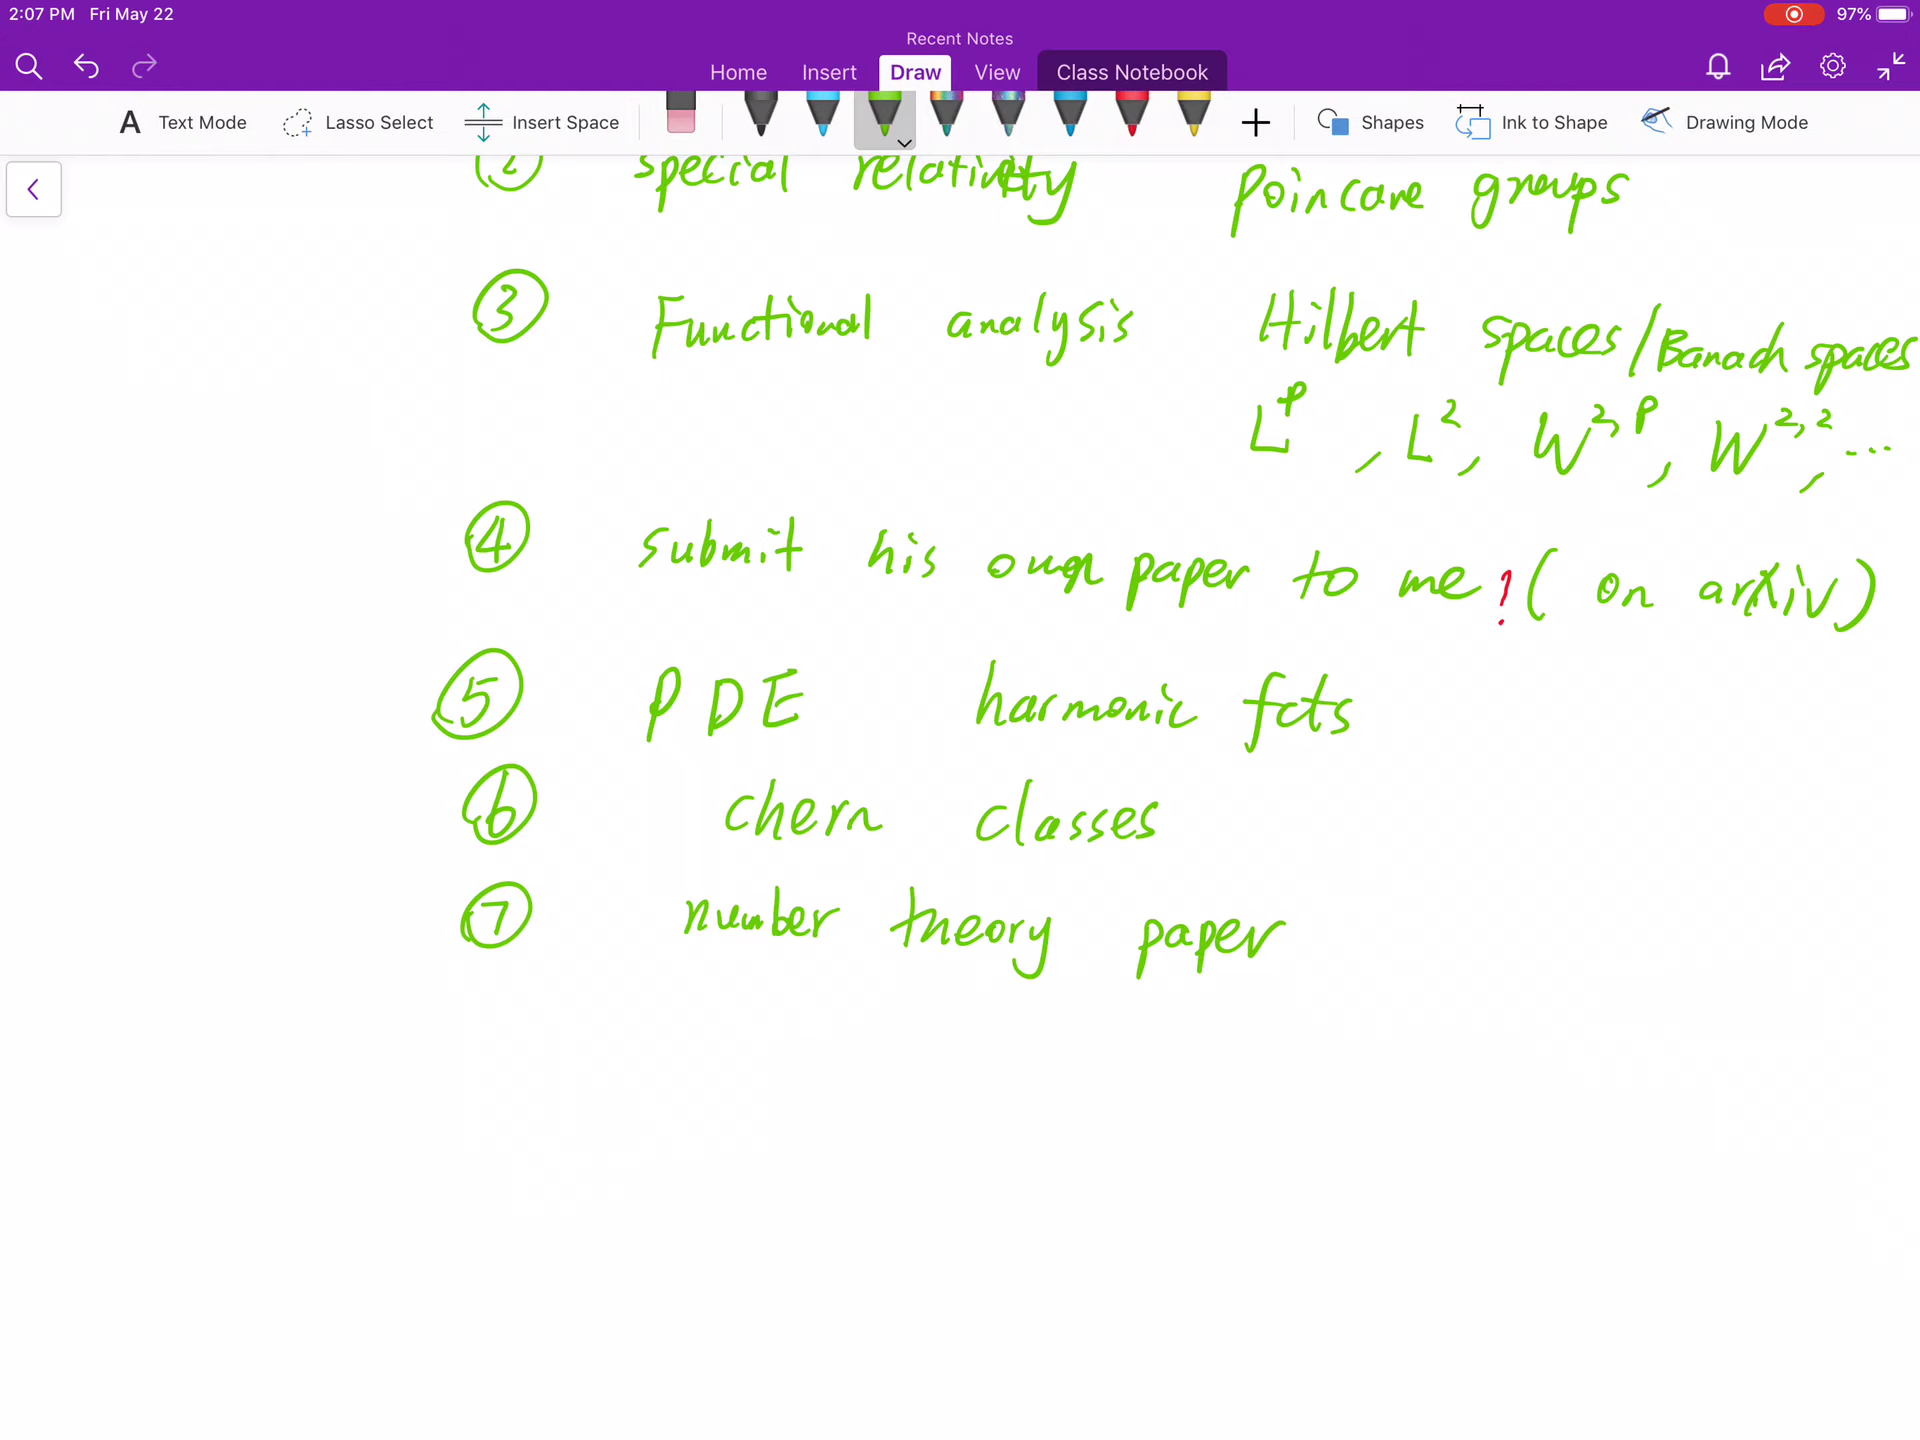 2:07 PM Fri May 22
97%
Recent Notes
Home Insert Draw View Class Notebook
A Text Mode Lasso Select Insert Space Shapes Ink to Shape Drawing Mode
② special relativity Poincare groups
③ Functional analysis Hilbert spaces/Banach spaces
L^p, L^2, W^{2,p}, W^{2,2}, ...
④ submit his own paper to me ? (on arXiv)
⑤ PDE harmonic fcts
⑥ chern classes
⑦ number theory paper